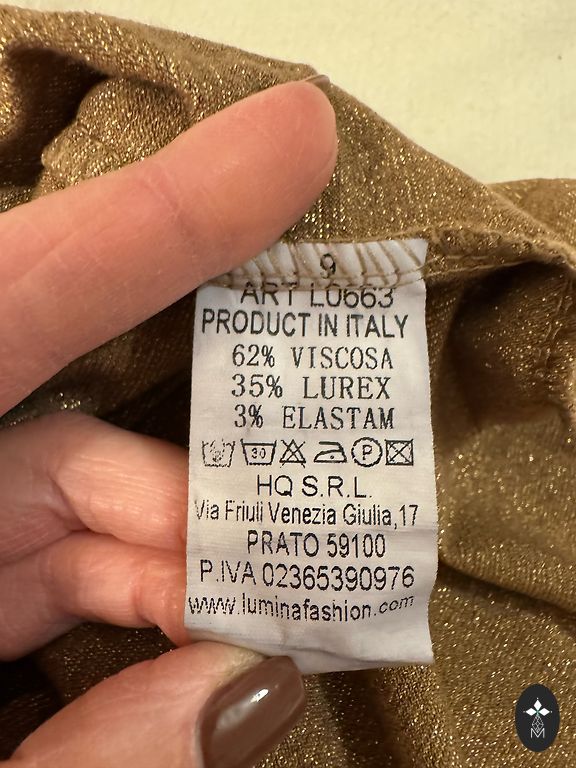 9
ART L0663
PRODUCT IN ITALY
62% VISCOSA
35% LUREX
3% ELASTAM
30 P
HQ S.R.L.
Via Friuli Venezia Giulia,17
PRATO 59100
P.IVA 02365390976
www.luminafashion.com
M